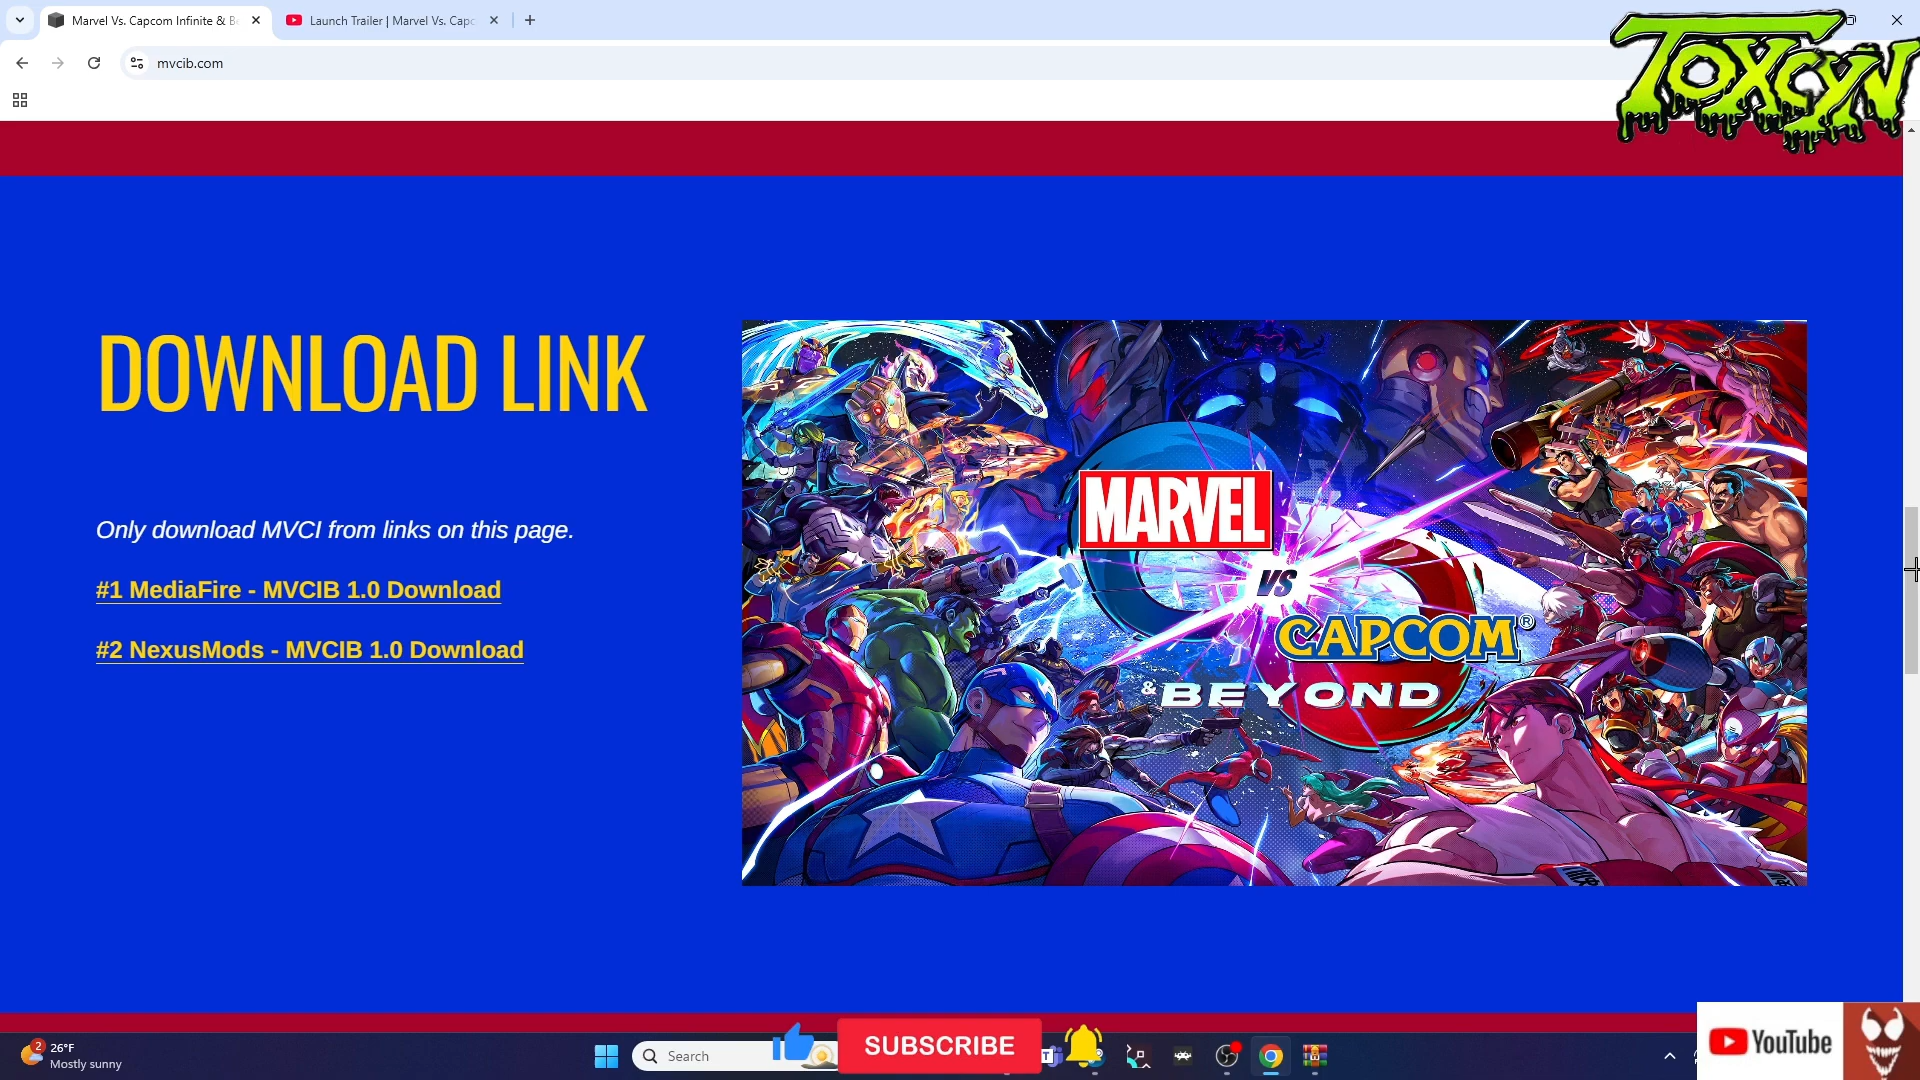 Marvel Vs. Capcom Infinite & B
Launch Trailer | Marvel Vs. Capc
mvcib.com
TOXCYN
DOWNLOAD LINK
Only download MVCI from links on this page.
#1 MediaFire - MVCIB 1.0 Download
#2 NexusMods - MVCIB 1.0 Download
MARVEL
VS
CAPCOM®
& BEYOND
2
26°F
Mostly sunny
Search
SUBSCRIBE
T
YouTube